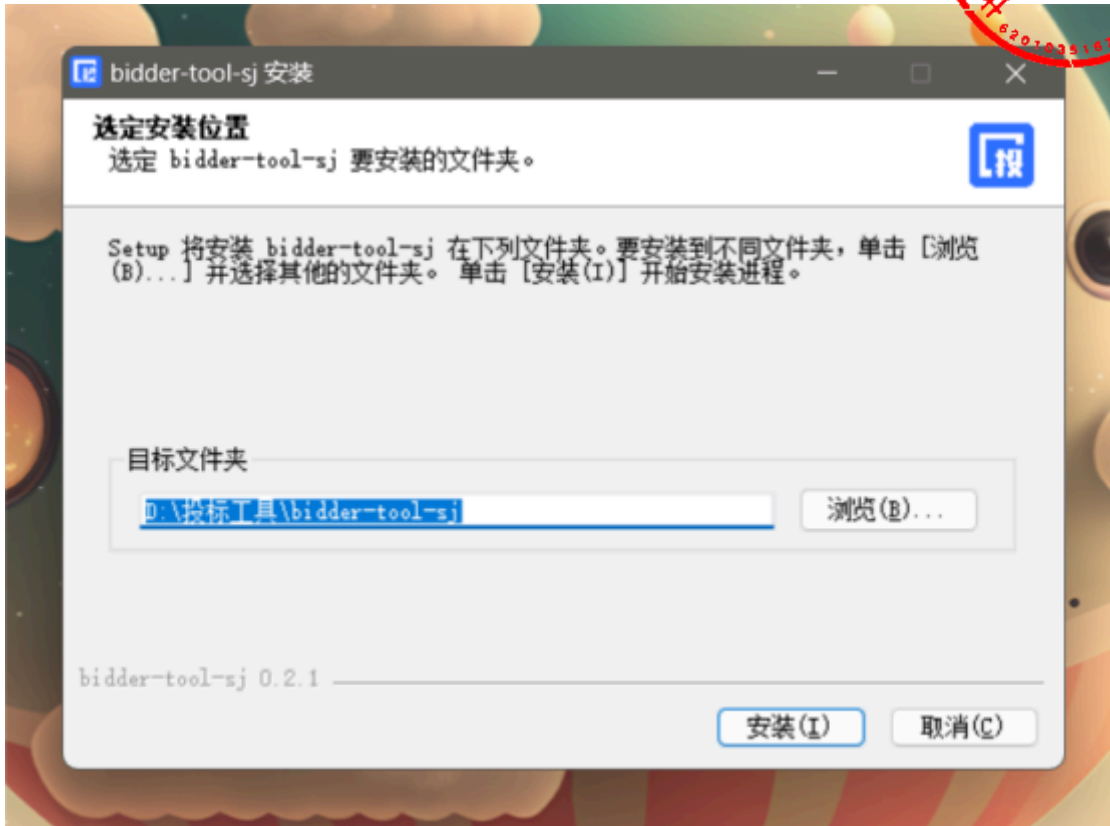 bidder-tool-sj 安装
选定安装位置
选定 bidder-tool-sj 要安装的文件夹。
投
Setup 将安装 bidder-tool-sj 在下列文件夹。要安装到不同文件夹，单击 [浏览
(B)...] 并选择其他的文件夹。 单击 [安装(I)] 开始安装进程。
目标文件夹
D:\投标工具\bidder-tool-sj
浏览(B)...
bidder-tool-sj 0.2.1
安装(I)
取消(C)